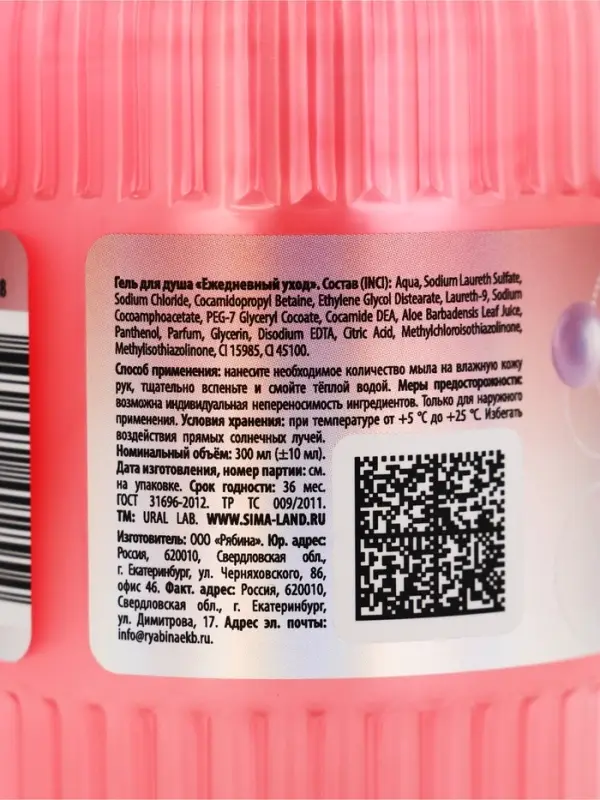 8
Гель для душа «Ежедневный уход». Состав (INCI): Aqua, Sodium Laureth Sulfate,
Sodium Chloride, Cocamidopropyl Betaine, Ethylene Glycol Distearate, Laureth-9, Sodium
Cocoamphoacetate, PEG-7 Glyceryl Cocoate, Cocamide DEA, Aloe Barbadensis Leaf Juice,
Panthenol, Parfum, Glycerin, Disodium EDTA, Citric Acid, Methylchloroisothiazolinone,
Methylisothiazolinone, CI 15985, CI 45100.
Способ применения: нанесите необходимое количество мыла на влажную кожу
рук, тщательно вспеньте и смойте тёплой водой. Меры предосторожности:
возможна индивидуальная непереносимость ингредиентов. Только для наружного
применения. Условия хранения: при температуре от +5 °С до +25 °С. Избегать
воздействия прямых солнечных лучей.
Номинальный объём: 300 мл (±10 мл).
Дата изготовления, номер партии: см.
на упаковке. Срок годности: 36 мес.
ГОСТ 31696-2012. ТР ТС 009/2011.
TM: URAL LAB. WWW.SIMA-LAND.RU
Изготовитель: ООО «Рябина». Юр. адрес:
Россия, 620010, Свердловская обл.,
г. Екатеринбург, ул. Черняховского, 86,
офис 46. Факт. адрес: Россия, 620010,
Свердловская обл., г. Екатеринбург,
ул. Димитрова, 17. Адрес эл. почты:
info@ryabinaekb.ru.